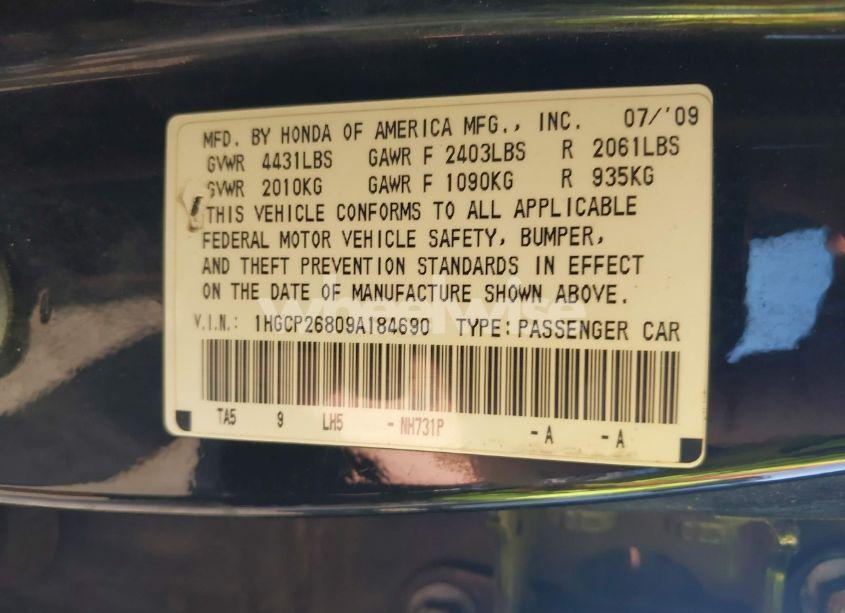 MFD. BY HONDA OF AMERICA MFG., INC. 07/'09
GVWR 4431LBS GAWR F 2403LBS R 2061LBS
GVWR 2010KG GAWR F 1090KG R 935KG
THIS VEHICLE CONFORMS TO ALL APPLICABLE
FEDERAL MOTOR VEHICLE SAFETY, BUMPER,
AND THEFT PREVENTION STANDARDS IN EFFECT
ON THE DATE OF MANUFACTURE SHOWN ABOVE.
WheelWise
V.I.N.: 1HGCP26809A184690 TYPE:PASSENGER CAR
TA5 9 LH5 - NH731P - A - A